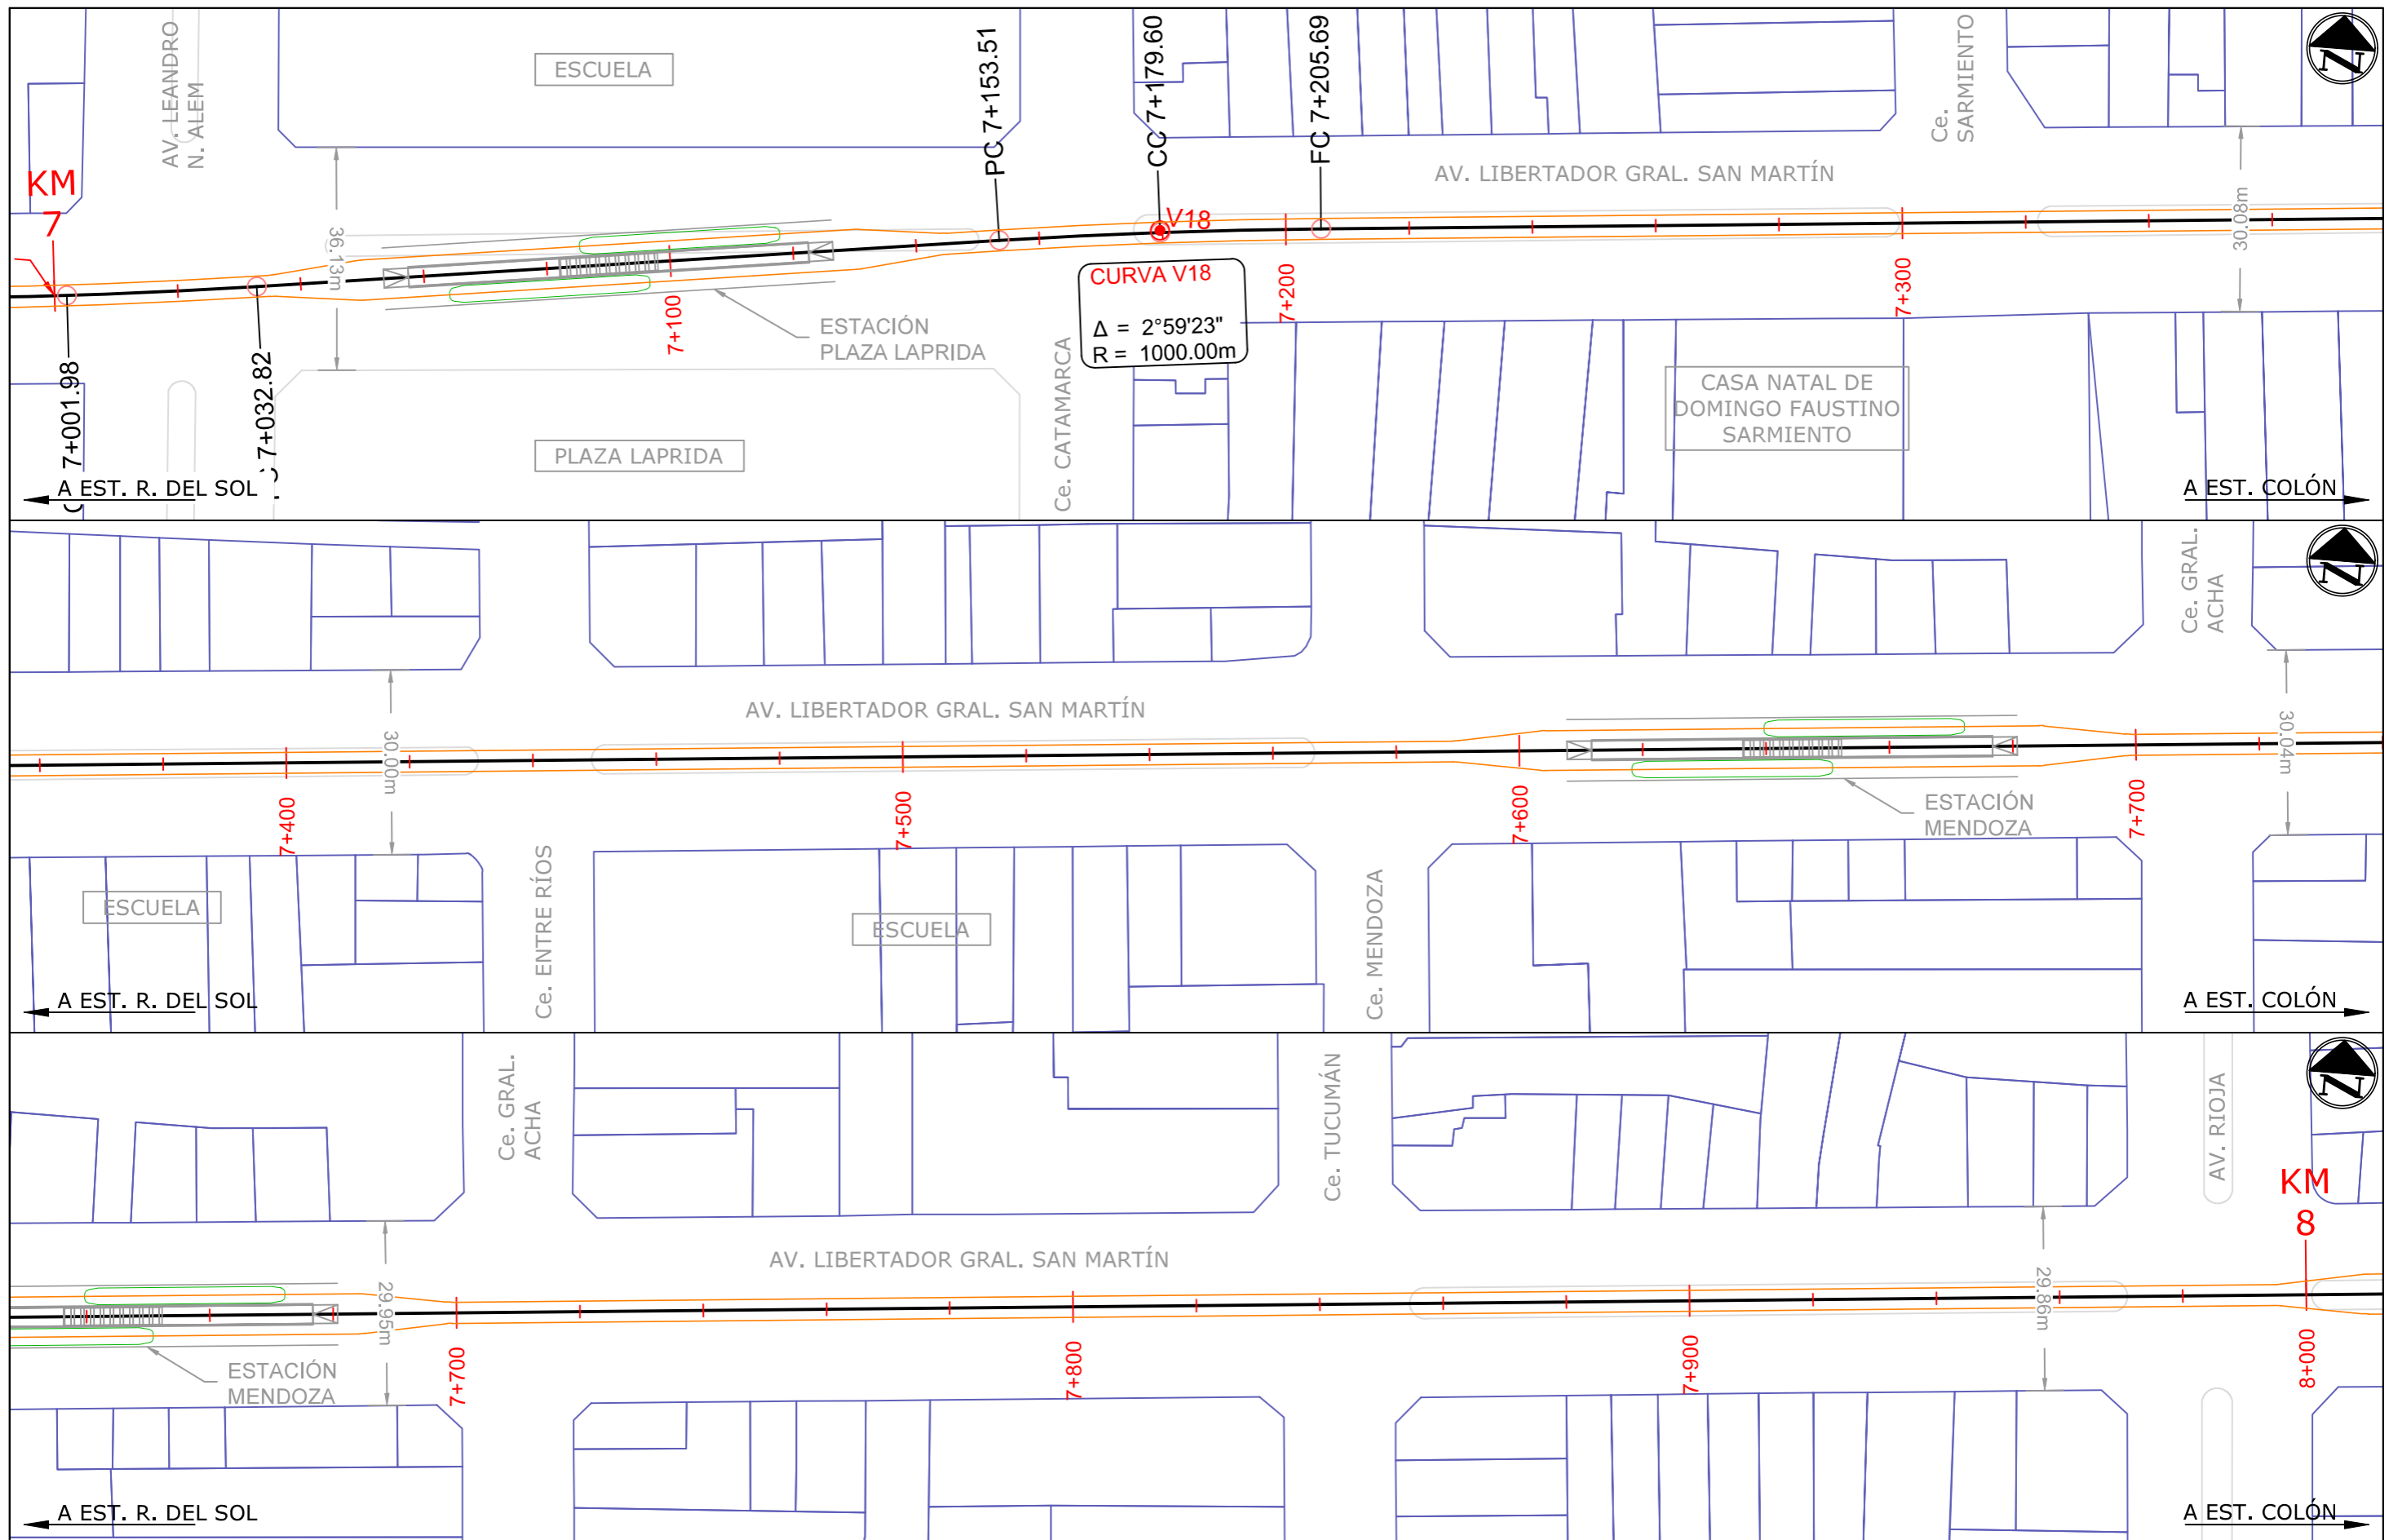 AV. LEANDRO
N. ALEM
ESCUELA
PC 7+153.51
CC 7+179.60
FC 7+205.69
Ce.
SARMIENTO
N
KM
7
36.13m
V18
AV. LIBERTADOR GRAL. SAN MARTÍN
30.08m
CURVA V18
Δ = 2°59'23"
R = 1000.00m
7+100
7+200
7+300
ESTACIÓN
PLAZA LAPRIDA
7+001.98
7+032.82
PLAZA LAPRIDA
Ce. CATAMARCA
CASA NATAL DE
DOMINGO FAUSTINO
SARMIENTO
A EST. R. DEL SOL
A EST. COLÓN
Ce. GRAL.
ACHA
N
AV. LIBERTADOR GRAL. SAN MARTÍN
30.00m
30.04m
7+400
7+500
7+600
7+700
ESTACIÓN
MENDOZA
ESCUELA
Ce. ENTRE RÍOS
ESCUELA
Ce. MENDOZA
A EST. R. DEL SOL
A EST. COLÓN
Ce. GRAL.
ACHA
Ce. TUCUMÁN
AV. RIOJA
N
KM
8
AV. LIBERTADOR GRAL. SAN MARTÍN
29.95m
29.86m
ESTACIÓN
MENDOZA
7+700
7+800
7+900
8+000
A EST. R. DEL SOL
A EST. COLÓN